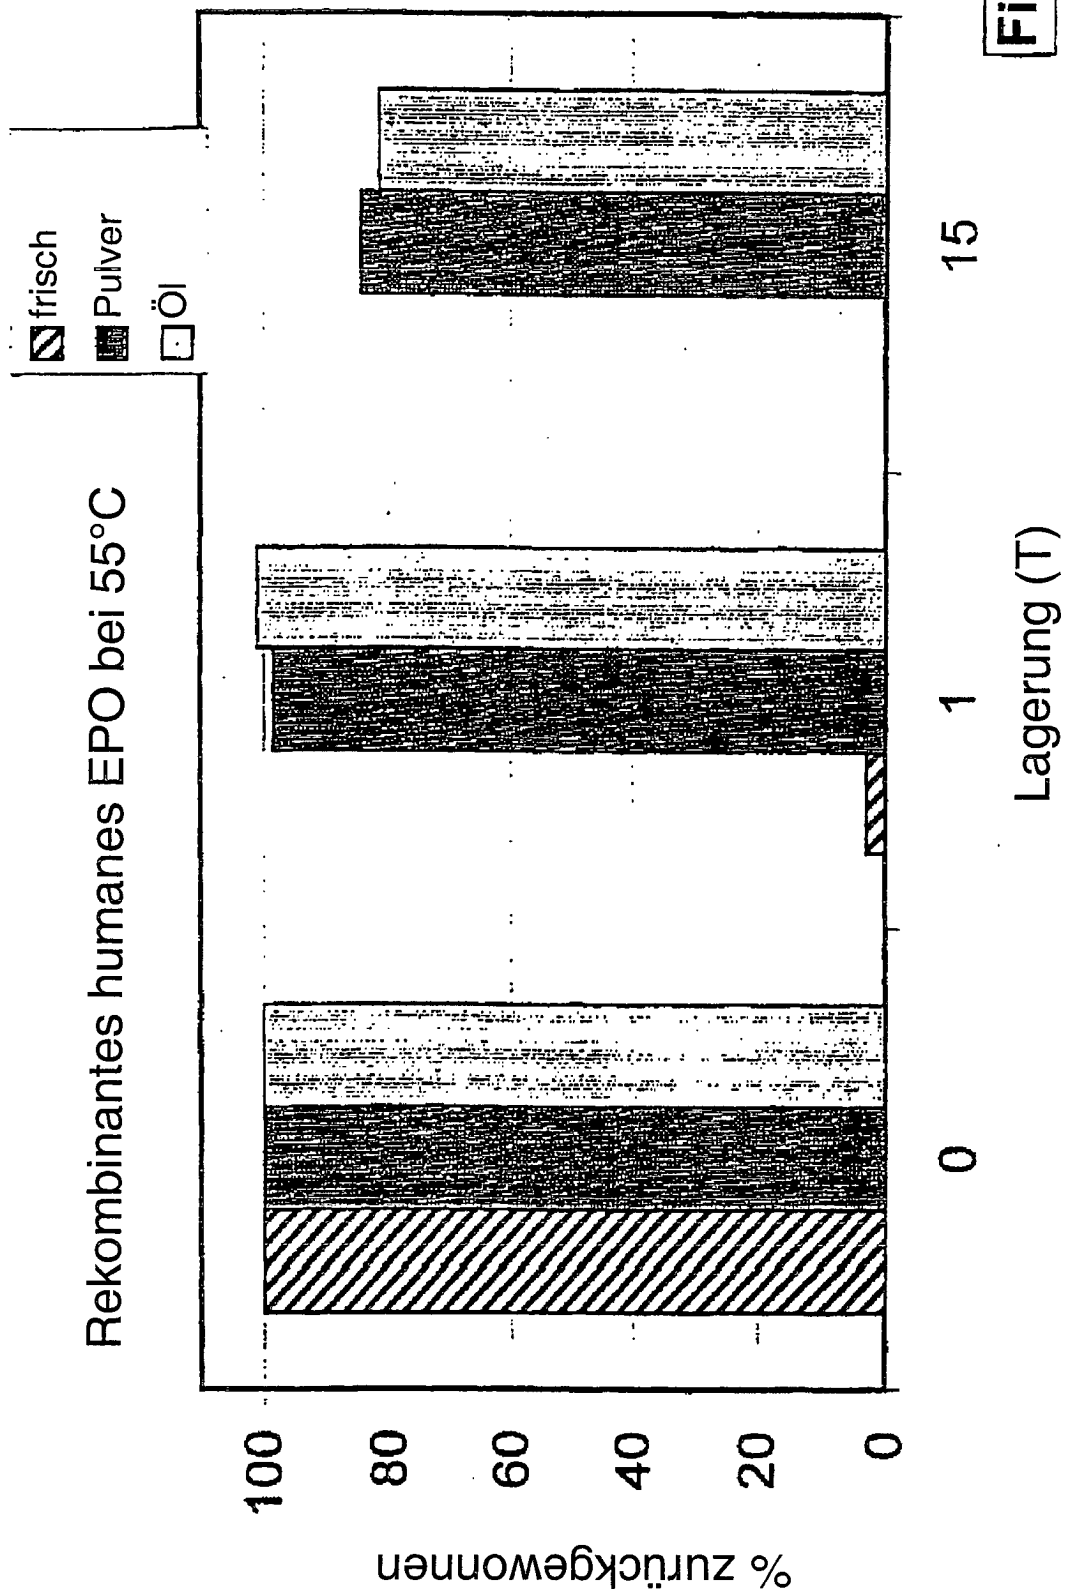 Rekombinantes humanes EPO bei 55°C
frisch
Pulver
Öl
% zurückgewonnen
100
80
60
40
20
0
0
1
15
Lagerung (T)
Fi